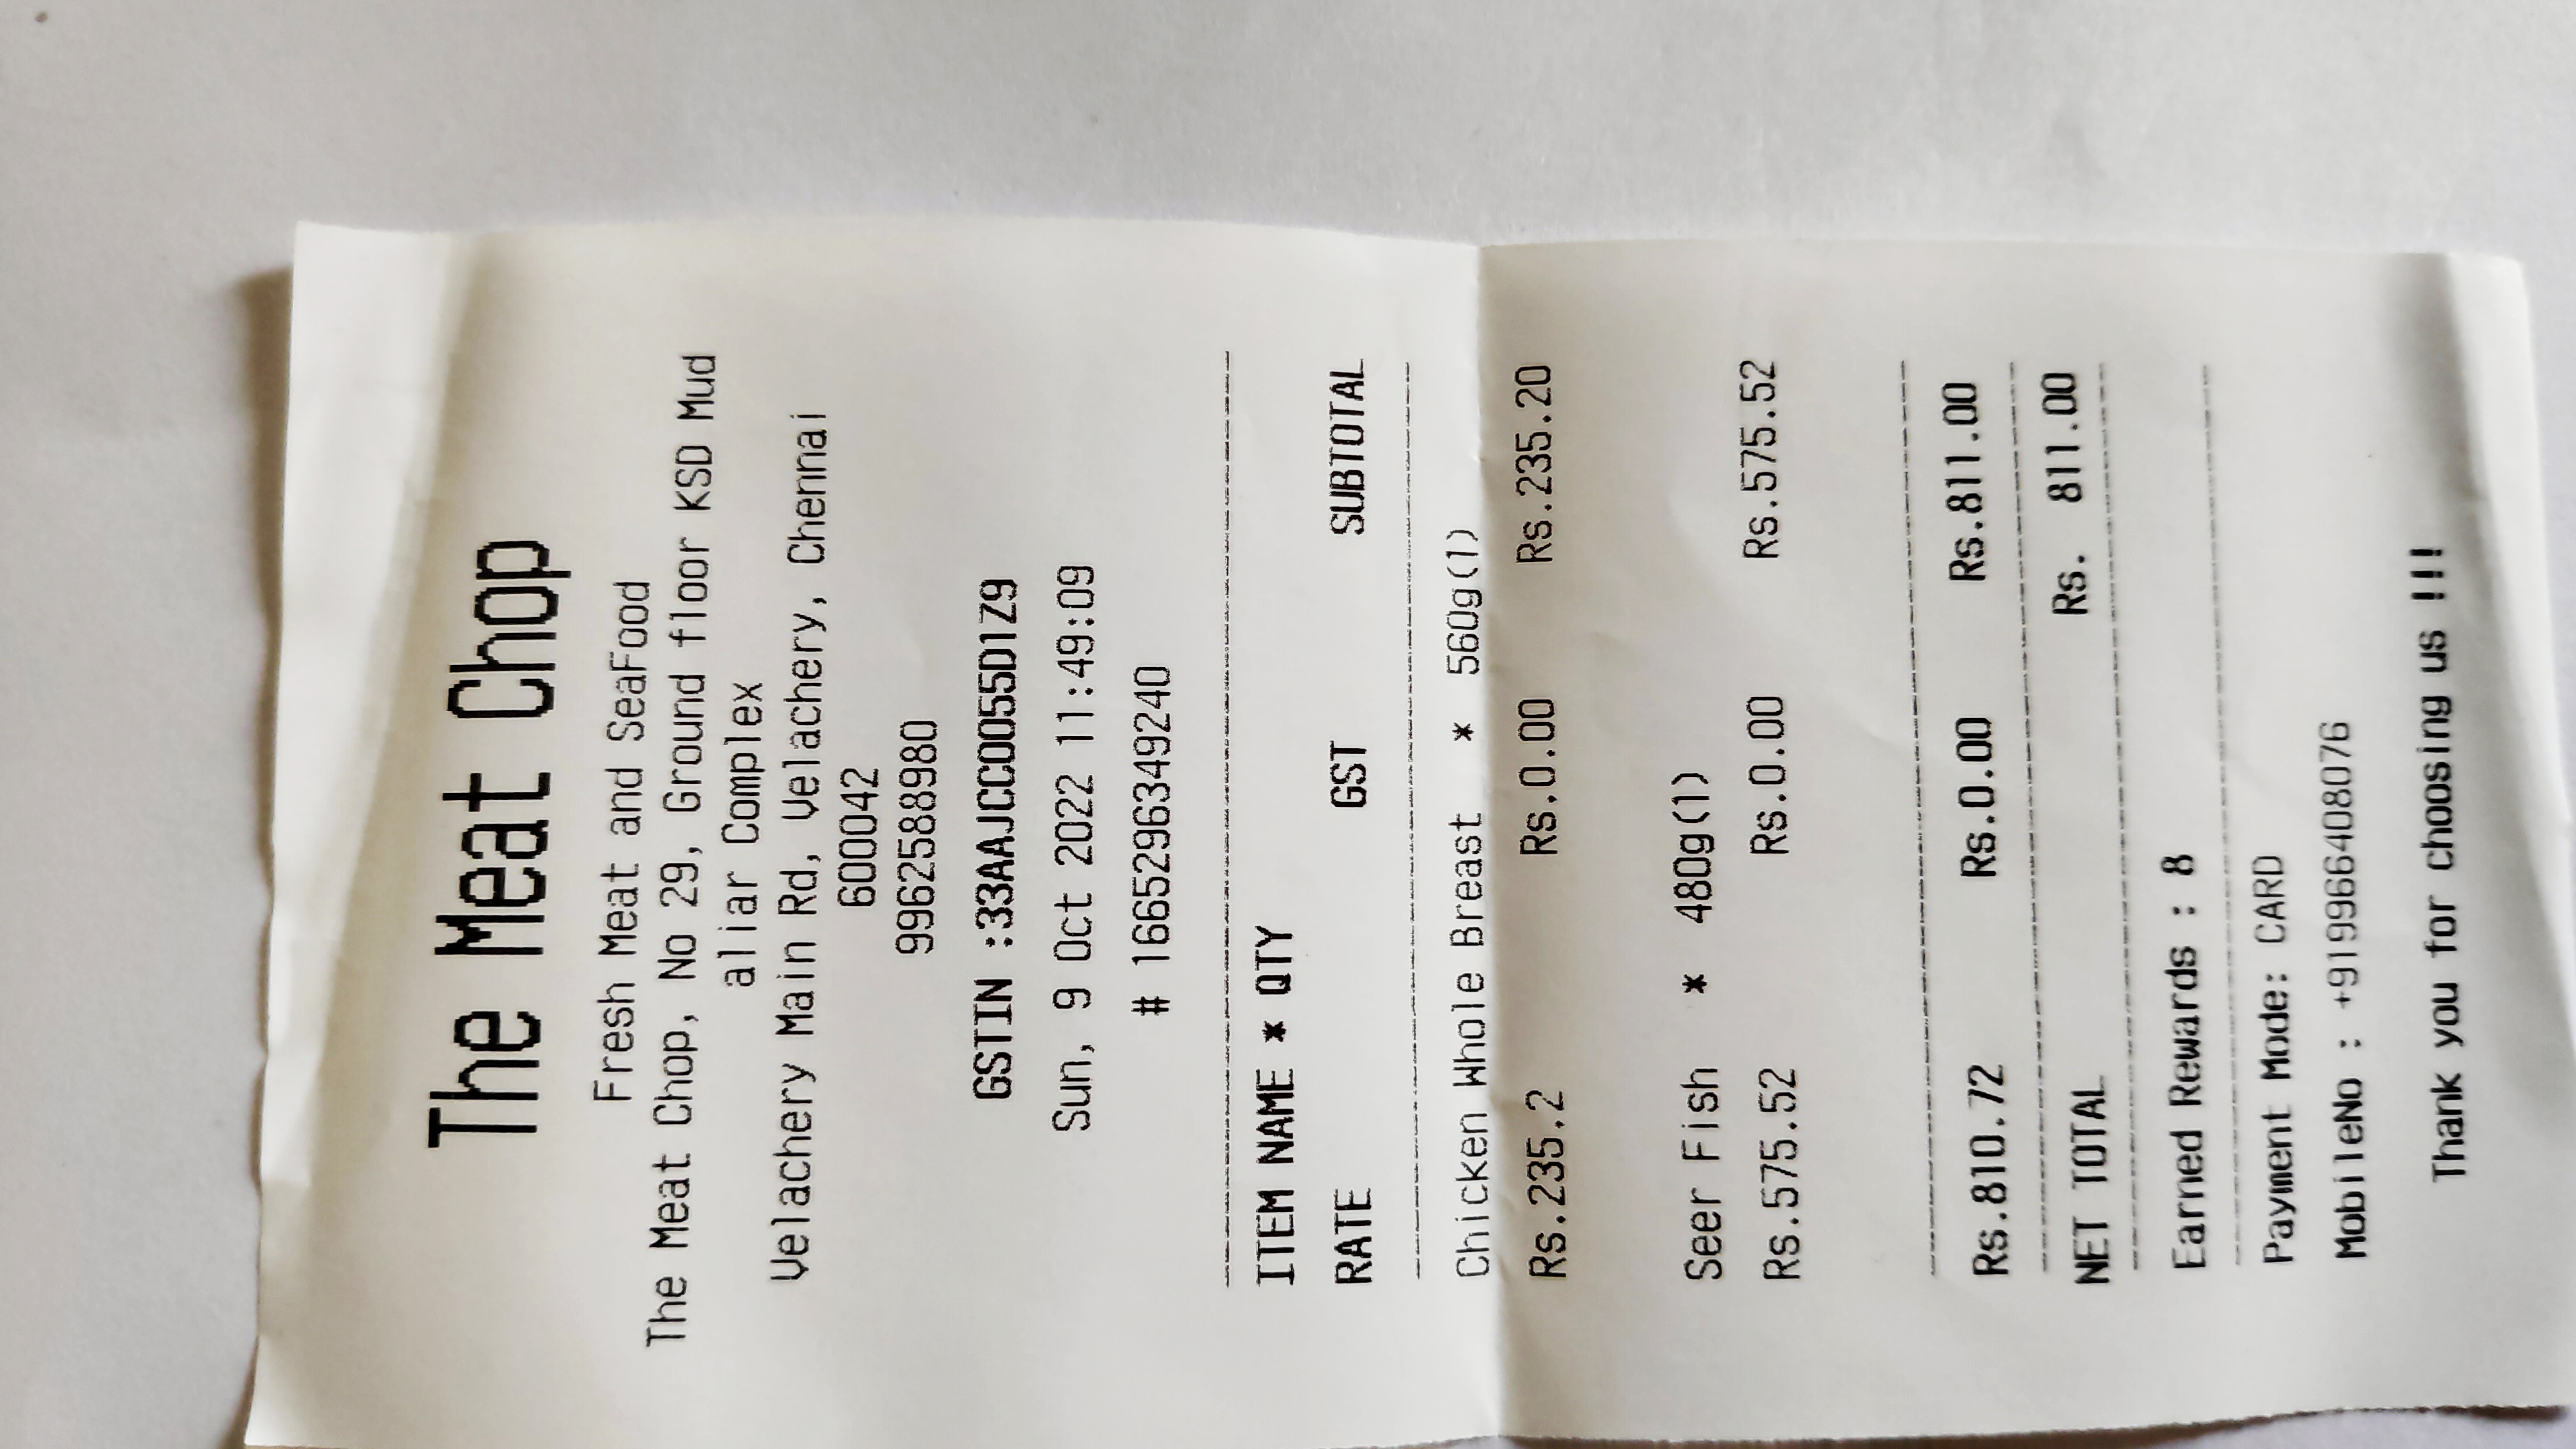 The Meat Chop
Fresh Meat and SeaFood
The Meat Chop, No 29, Ground floor KSD Mud
aliar Complex
Velachery Main Rd, Velachery, Chennai
600042
9962588980
GSTIN :33AAJCC0055D1Z9
Sun, 9 Oct 2022 11:49:09
# 1665296349240
ITEM NAME * QTY
RATE GST SUBTOTAL
Chicken Whole Breast * 560g(1)
Rs.235.2 Rs.0.00 Rs.235.20
Seer Fish * 480g(1)
Rs.575.52 Rs.0.00 Rs.575.52
Rs.810.72 Rs.0.00 Rs.811.00
NET TOTAL Rs. 811.00
Earned Rewards : 8
Payment Mode: CARD
MobileNo : +919966408076
Thank you for choosing us !!!